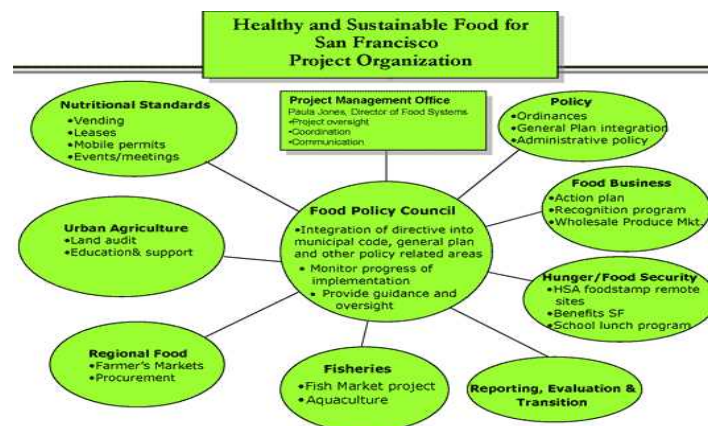 Healthy and Sustainable Food for
San Francisco
Project Organization
Nutritional Standards
•Vending
•Leases
•Mobile permits
•Events/meetings
Project Management Office
Paula Jones, Director of Food Systems
•Project oversight
•Coordination
•Communication
Policy
•Ordinances
•General Plan integration
•Administrative policy
Food Business
•Action plan
•Recognition program
•Wholesale Produce Mkt.
Food Policy Council
•Integration of directive into
municipal code, general plan
and other policy related areas
•Monitor progress of
implementation
•Provide guidance and
oversight
Urban Agriculture
•Land audit
•Education& support
Hunger/Food Security
•HSA foodstamp remote
sites
•Benefits SF
•School lunch program
Regional Food
•Farmer's Markets
•Procurement
Fisheries
•Fish Market project
•Aquaculture
Reporting, Evaluation &
Transition